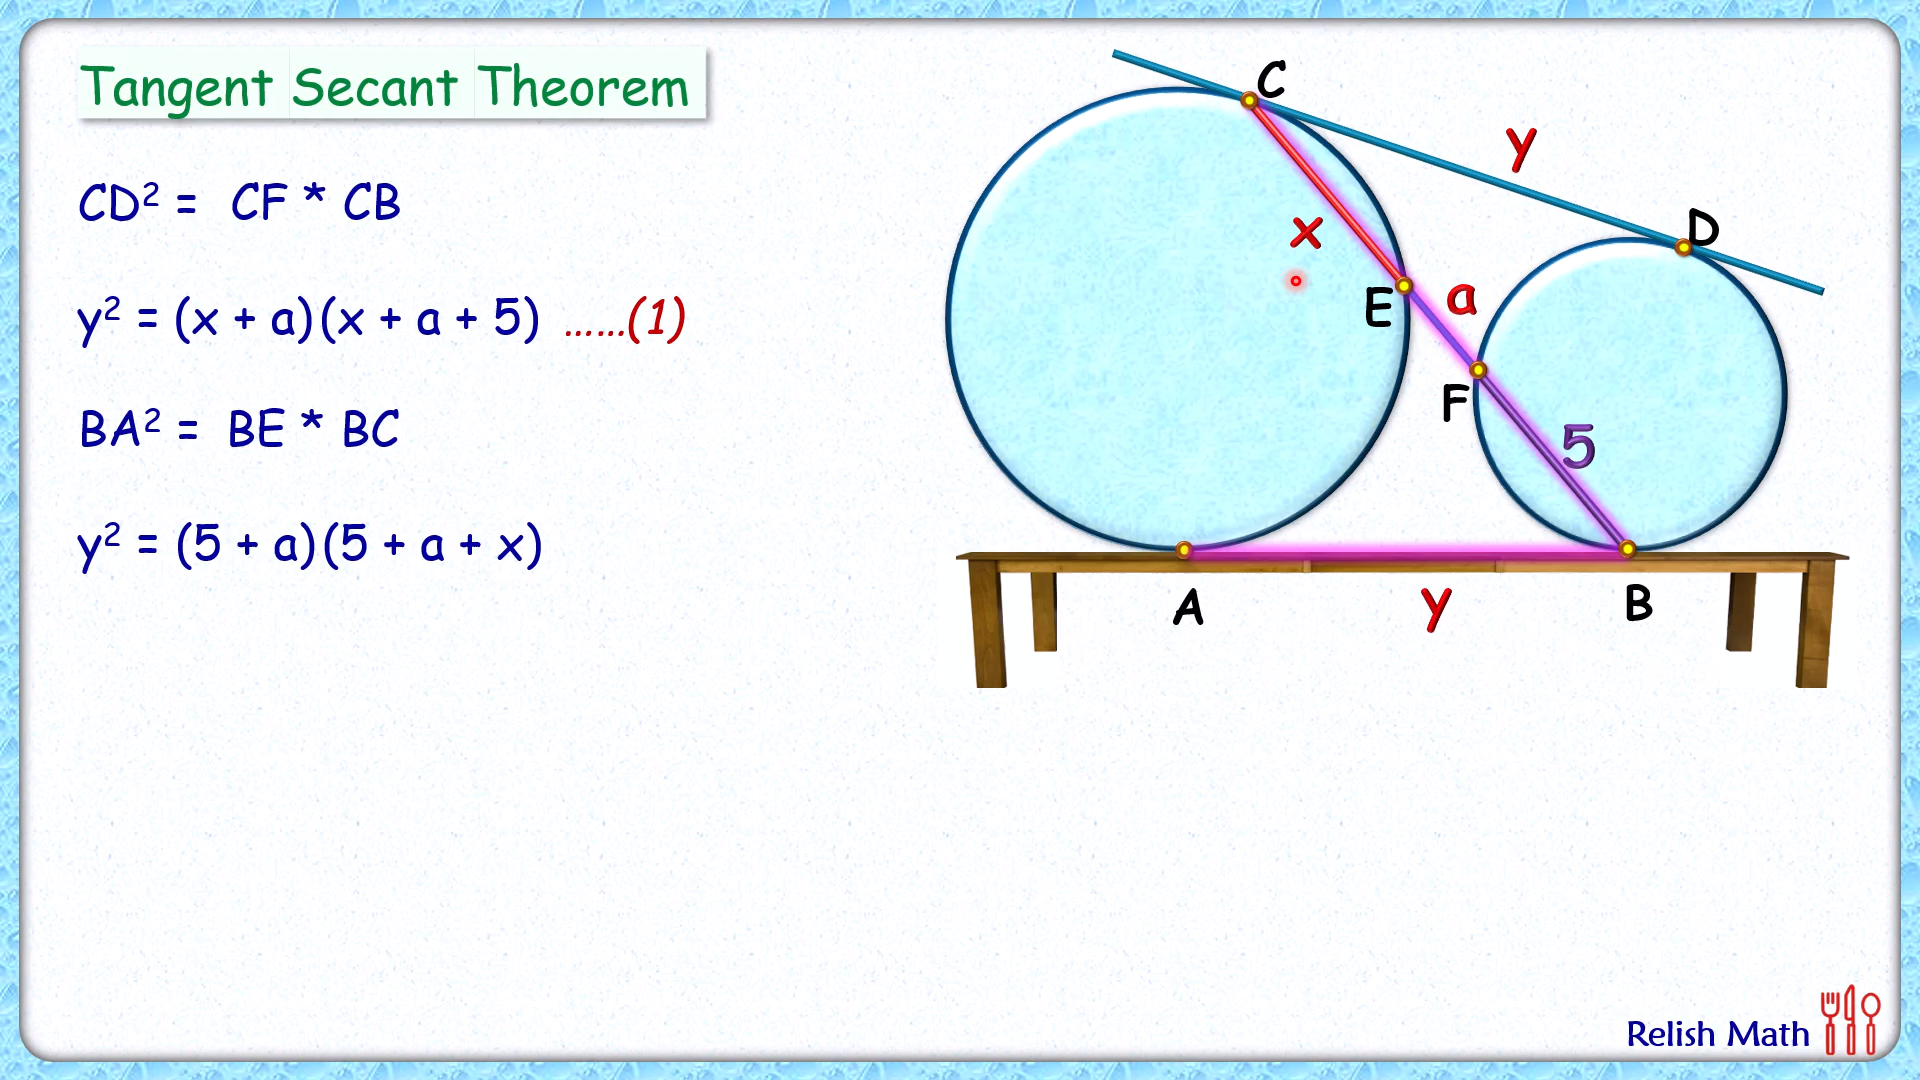 Tangent Secant Theorem
CD² = CF * CB
y² = (x + a)(x + a + 5) ......(1)
BA² = BE * BC
y² = (5 + a)(5 + a + x)
C
y
D
x
E
a
F
5
A
y
B
Relish Math